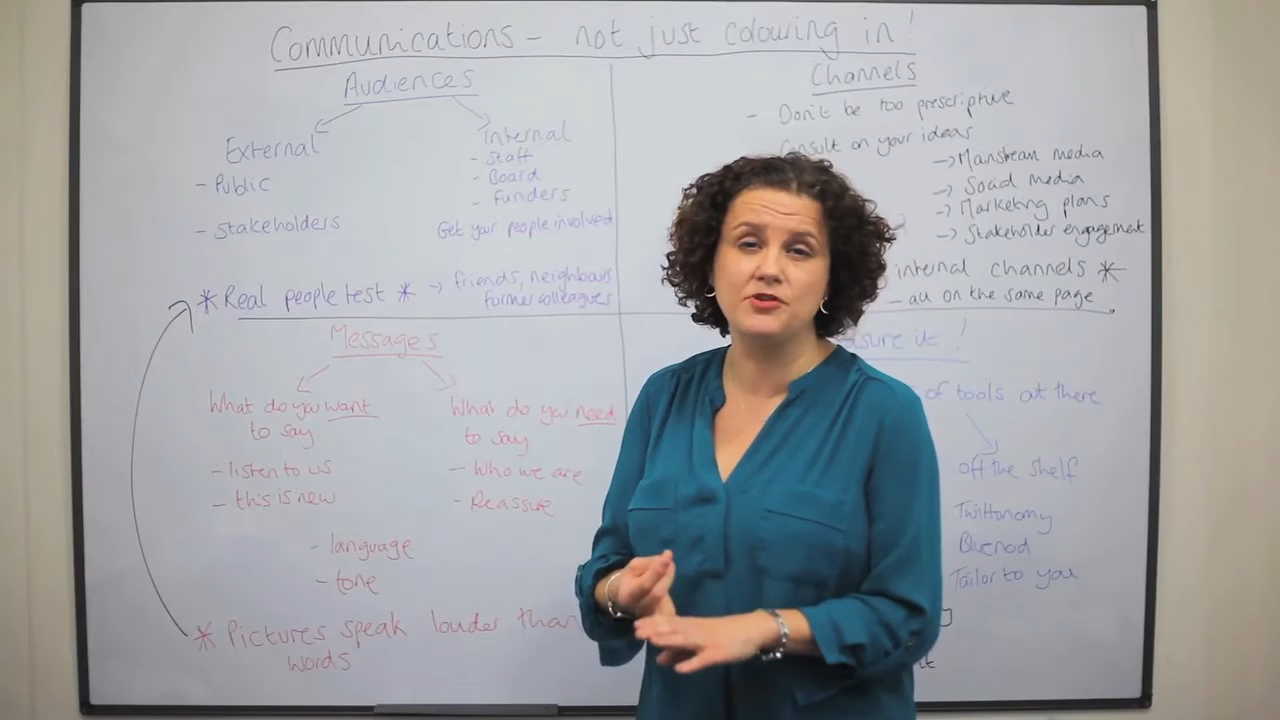 Communications – not just colouring in!
Audiences
External
- Public
- Stakeholders
Internal
- Staff
- Board
- Funders
Get your people involved
* Real people test * → friends, neighbours
former colleagues
Channels
- Don't be too prescriptive
Consult on your ideas
→ Mainstream media
→ Social media
→ Marketing plans
→ Stakeholder engagement
internal channels *
- all on the same page
Messages
What do you want
to say
- listen to us
- this is new
What do you need
to say
- Who we are
- Reassure
- language
- tone
* Pictures speak louder than
words
asure it!
of tools out there
off the shelf
Twittonomy
Bluenod
Tailor to you